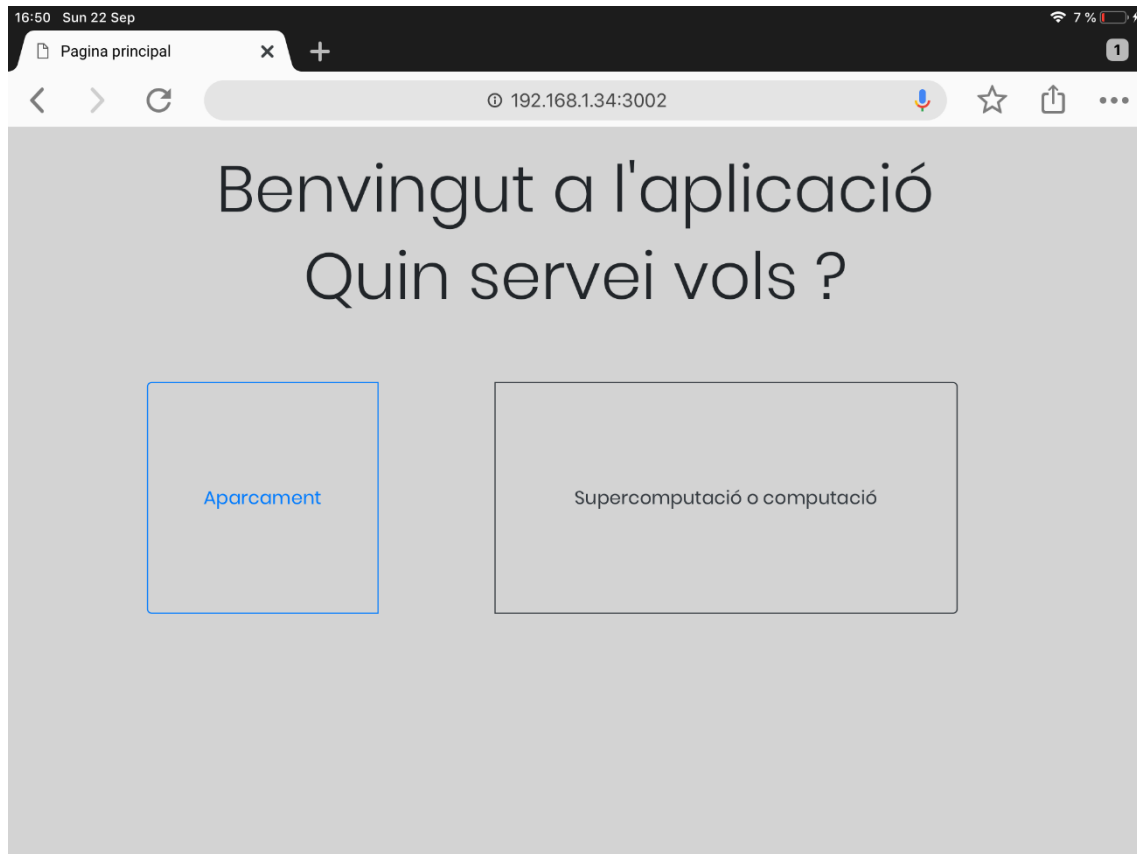 16:50 Sun 22 Sep 7 %
Pagina principal
1
192.168.1.34:3002
Benvingut a l'aplicació
Quin servei vols ?
Aparcament
Supercomputació o computació